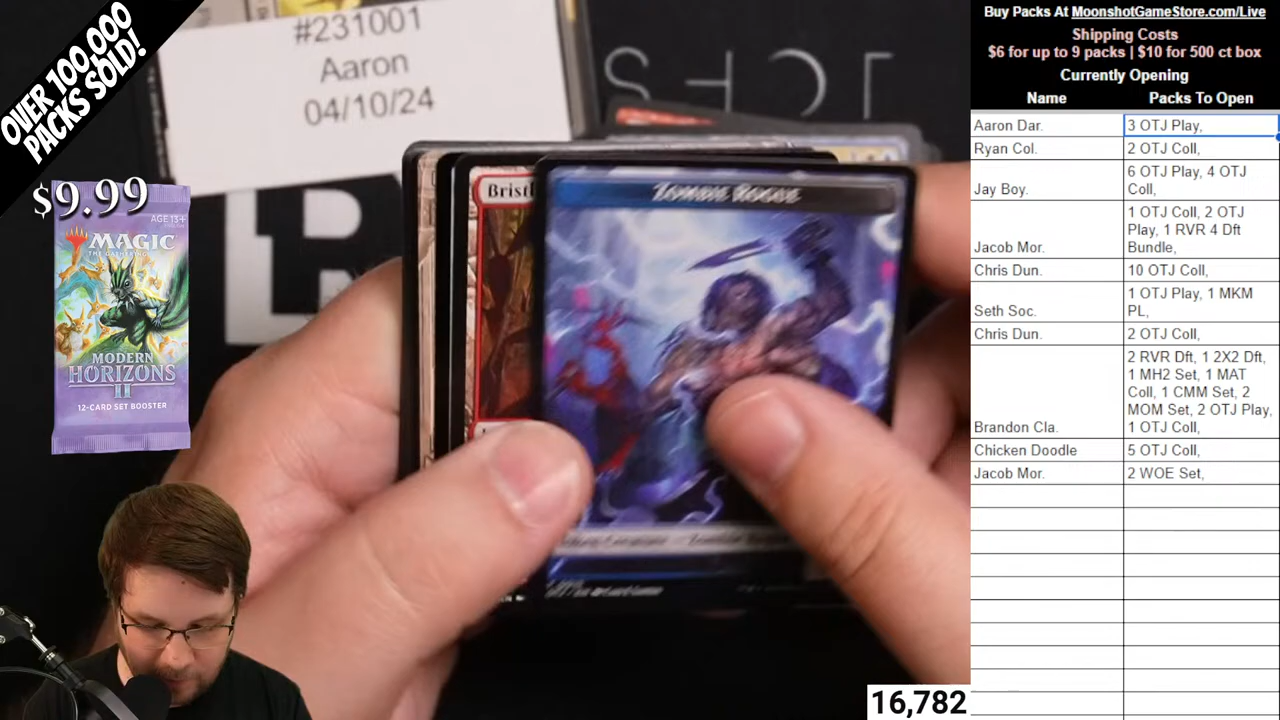 OVER 100,000
PACKS SOLD!
$9.99
AGE 13+
MAGIC
THE GATHERING
MODERN
HORIZONS
II
12-CARD SET BOOSTER
#231001
Aaron
04/10/24
Bristl
ZOMBIE ROGUE
Buy Packs At MoonshotGameStore.com/Live
Shipping Costs
$6 for up to 9 packs | $10 for 500 ct box
Currently Opening
Name Packs To Open
Aaron Dar. 3 OTJ Play,
Ryan Col. 2 OTJ Coll,
Jay Boy. 6 OTJ Play, 4 OTJ
Coll,
Jacob Mor. 1 OTJ Coll, 2 OTJ
Play, 1 RVR 4 Dft
Bundle,
Chris Dun. 10 OTJ Coll,
Seth Soc. 1 OTJ Play, 1 MKM
PL,
Chris Dun. 2 OTJ Coll,
Brandon Cla. 2 RVR Dft, 1 2X2 Dft,
1 MH2 Set, 1 MAT
Coll, 1 CMM Set, 2
MOM Set, 2 OTJ Play,
1 OTJ Coll,
Chicken Doodle 5 OTJ Coll,
Jacob Mor. 2 WOE Set,
16,782